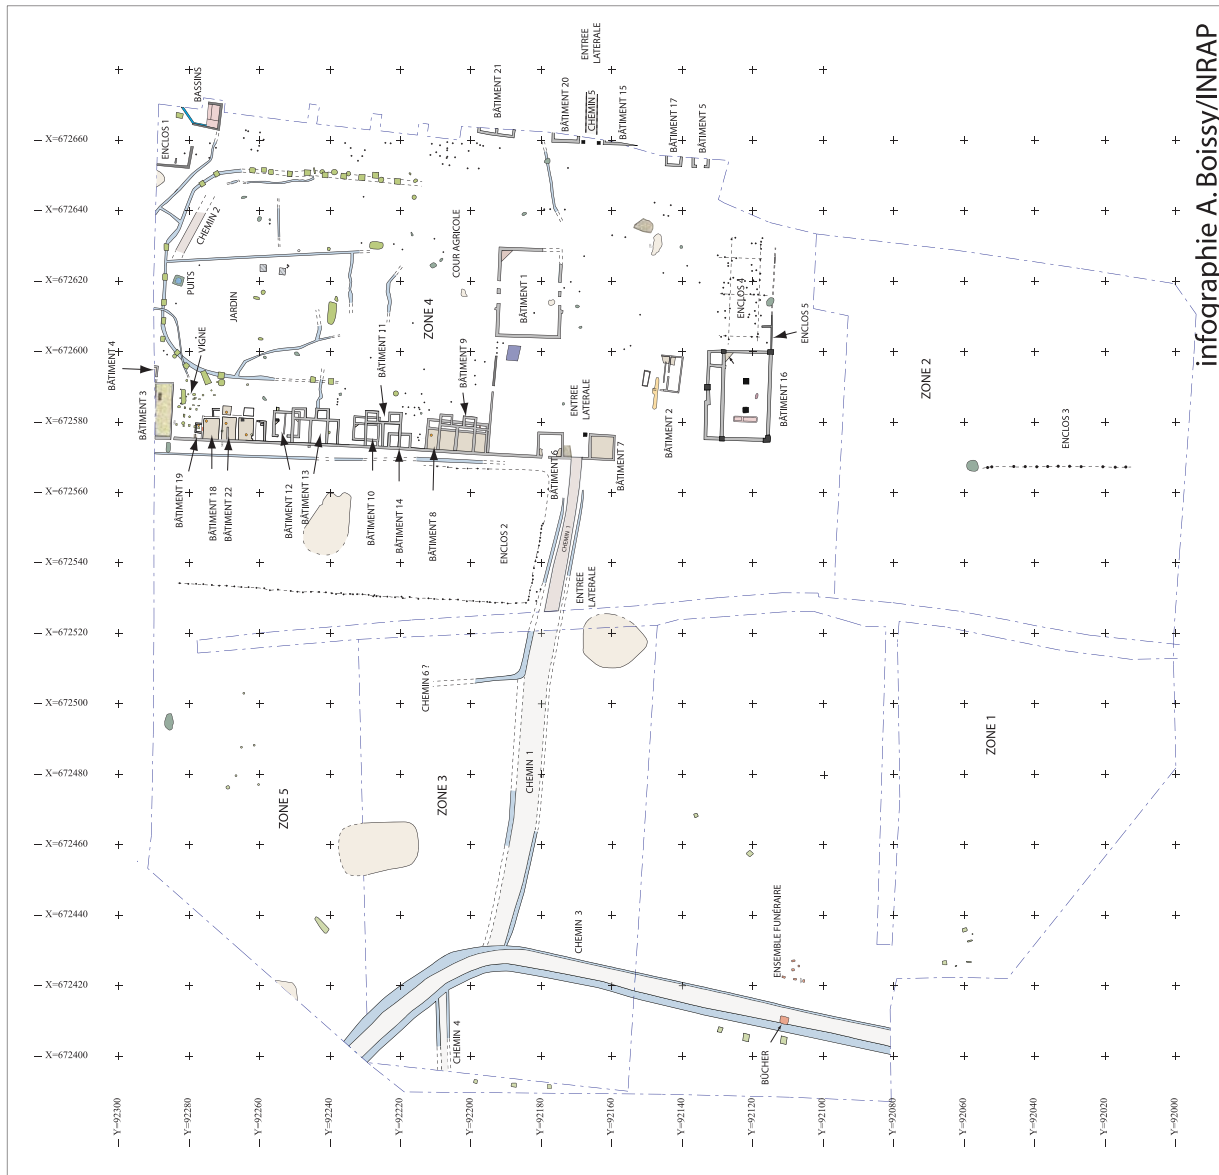 infographie A. Boissy/INRAP
X=672660
X=672640
X=672620
X=672600
X=672580
X=672560
X=672540
X=672520
X=672500
X=672480
X=672460
X=672440
X=672420
X=672400
Y=92300
Y=92280
Y=92260
Y=92240
Y=92220
Y=92200
Y=92180
Y=92160
Y=92140
Y=92120
Y=92100
Y=92080
Y=92060
Y=92040
Y=92020
Y=92000
ENCLOS 1
BASSINS
CHEMIN 2
PUITS
JARDIN
VIGNE
BÂTIMENT 4
BÂTIMENT 3
BÂTIMENT 19
BÂTIMENT 18
BÂTIMENT 22
BÂTIMENT 12
BÂTIMENT 13
BÂTIMENT 10
BÂTIMENT 14
BÂTIMENT 8
BÂTIMENT 11
BÂTIMENT 9
ZONE 4
COUR AGRICOLE
BÂTIMENT 1
BÂTIMENT 21
BÂTIMENT 20
ENTREE
LATERALE
CHEMIN 5
BÂTIMENT 15
BÂTIMENT 17
BÂTIMENT 5
ENCLOS 4
ENCLOS 5
BÂTIMENT 16
BÂTIMENT 2
ENTREE
LATERALE
BÂTIMENT 6
BÂTIMENT 7
CHEMIN 1
ENCLOS 2
ENTREE
LATERALE
ZONE 2
ENCLOS 3
CHEMIN 6 ?
CHEMIN 1
ZONE 5
ZONE 3
ZONE 1
CHEMIN 3
ENSEMBLE FUNÉRAIRE
CHEMIN 4
BÛCHER